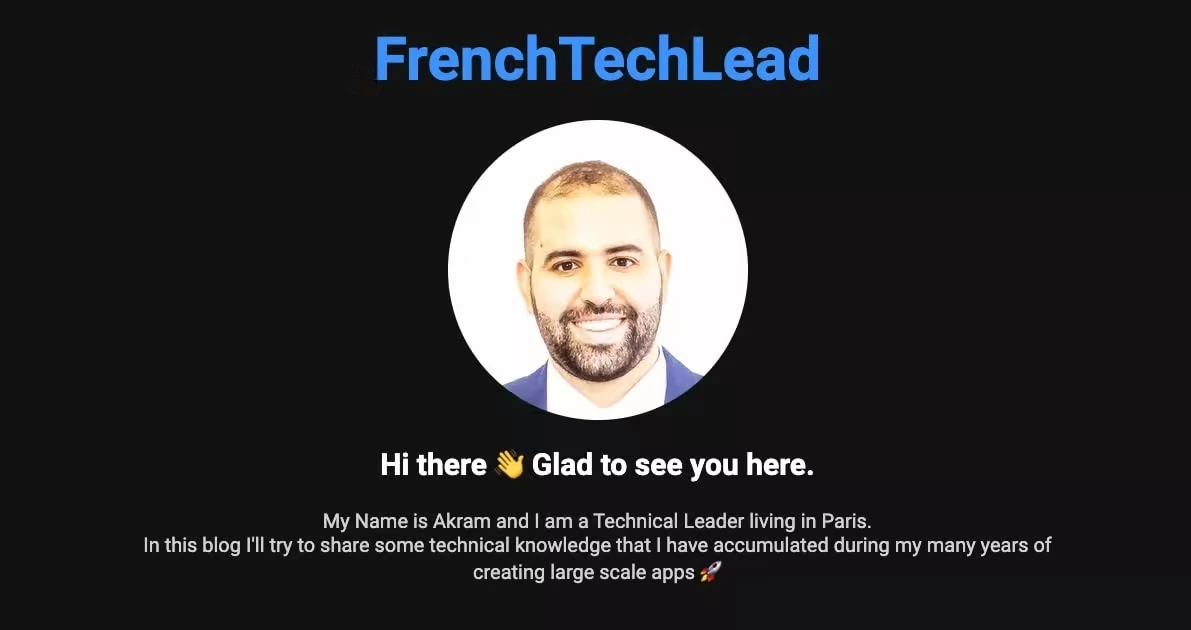 FrenchTechLead
Hi there 👋 Glad to see you here.
My Name is Akram and I am a Technical Leader living in Paris.
In this blog I'll try to share some technical knowledge that I have accumulated during my many years of
creating large scale apps 🚀